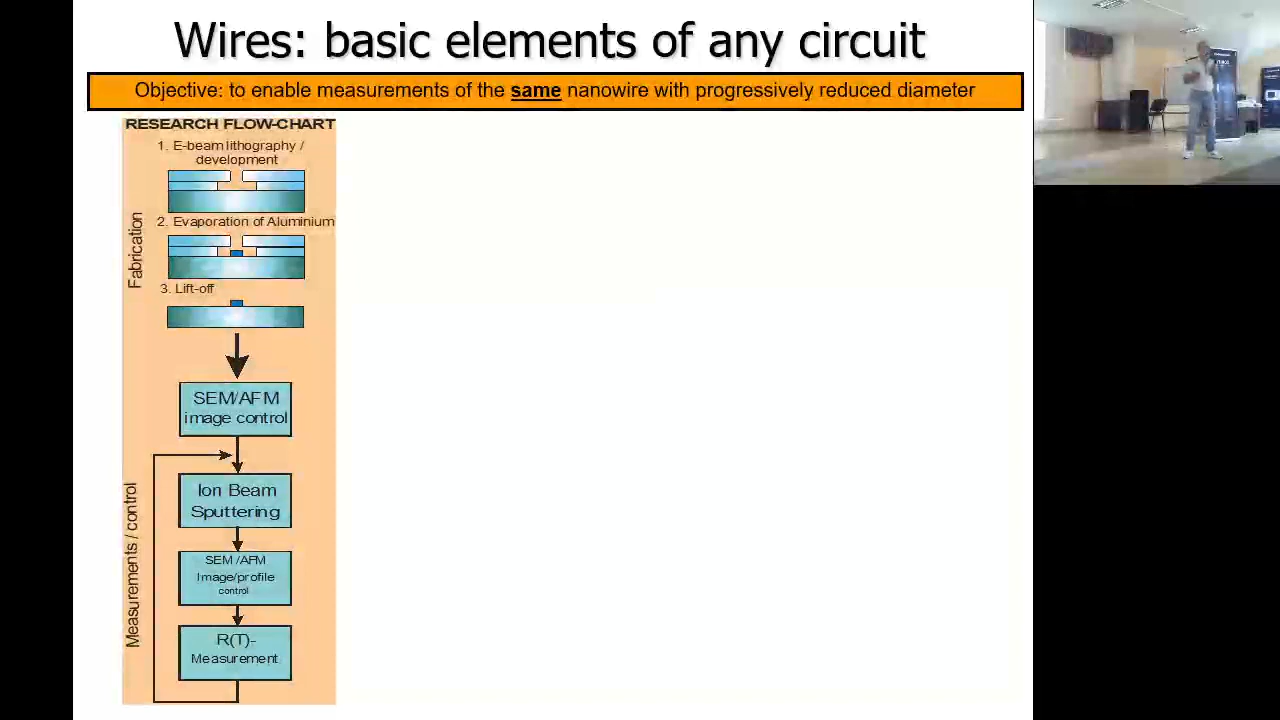 Wires: basic elements of any circuit
Objective: to enable measurements of the same nanowire with progressively reduced diameter
RESEARCH FLOW-CHART
Fabrication
1. E-beam lithography /
development
2. Evaporation of Aluminium
3. Lift-off
Measurements / control
SEM/AFM
image control
Ion Beam
Sputtering
SEM /AFM
Image/profile
control
R(T)-
Measurement